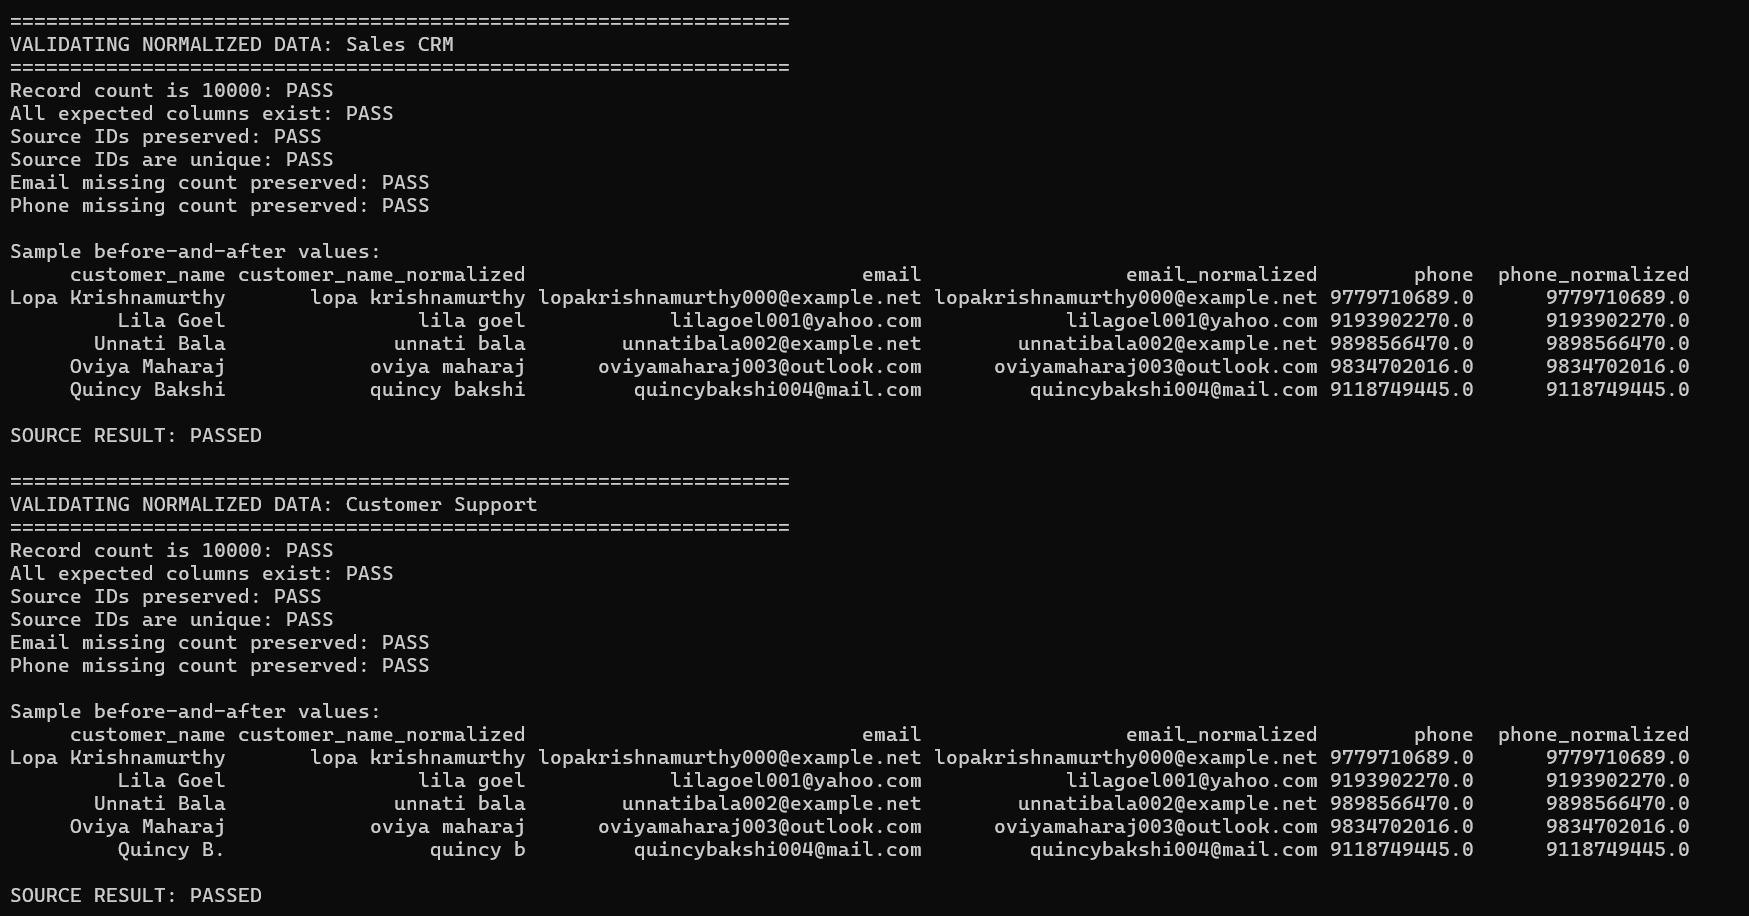 =================================================================
VALIDATING NORMALIZED DATA: Sales CRM
=================================================================
Record count is 10000: PASS
All expected columns exist: PASS
Source IDs preserved: PASS
Source IDs are unique: PASS
Email missing count preserved: PASS
Phone missing count preserved: PASS

Sample before-and-after values:
     customer_name customer_name_normalized                            email                 email_normalized        phone  phone_normalized
Lopa Krishnamurthy       lopa krishnamurthy lopakrishnamurthy000@example.net lopakrishnamurthy000@example.net 9779710689.0      9779710689.0
         Lila Goel                lila goel            lilagoel001@yahoo.com            lilagoel001@yahoo.com 9193902270.0      9193902270.0
       Unnati Bala              unnati bala        unnatibala002@example.net        unnatibala002@example.net 9898566470.0      9898566470.0
     Oviya Maharaj            oviya maharaj      oviyamaharaj003@outlook.com      oviyamaharaj003@outlook.com 9834702016.0      9834702016.0
     Quincy Bakshi            quincy bakshi         quincybakshi004@mail.com         quincybakshi004@mail.com 9118749445.0      9118749445.0

SOURCE RESULT: PASSED

=================================================================
VALIDATING NORMALIZED DATA: Customer Support
=================================================================
Record count is 10000: PASS
All expected columns exist: PASS
Source IDs preserved: PASS
Source IDs are unique: PASS
Email missing count preserved: PASS
Phone missing count preserved: PASS

Sample before-and-after values:
     customer_name customer_name_normalized                            email                 email_normalized        phone  phone_normalized
Lopa Krishnamurthy       lopa krishnamurthy lopakrishnamurthy000@example.net lopakrishnamurthy000@example.net 9779710689.0      9779710689.0
         Lila Goel                lila goel            lilagoel001@yahoo.com            lilagoel001@yahoo.com 9193902270.0      9193902270.0
       Unnati Bala              unnati bala        unnatibala002@example.net        unnatibala002@example.net 9898566470.0      9898566470.0
     Oviya Maharaj            oviya maharaj      oviyamaharaj003@outlook.com      oviyamaharaj003@outlook.com 9834702016.0      9834702016.0
         Quincy B.                 quincy b         quincybakshi004@mail.com         quincybakshi004@mail.com 9118749445.0      9118749445.0

SOURCE RESULT: PASSED